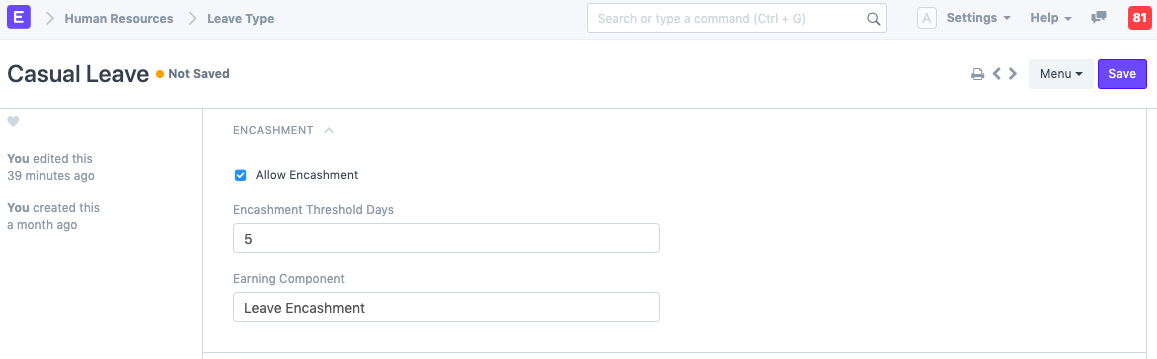 E Human Resources Leave Type Search or type a command (Ctrl + G) A Settings Help 81
Casual Leave Not Saved Menu Save
ENCASHMENT
You edited this
39 minutes ago
You created this
a month ago
Allow Encashment
Encashment Threshold Days
5
Earning Component
Leave Encashment